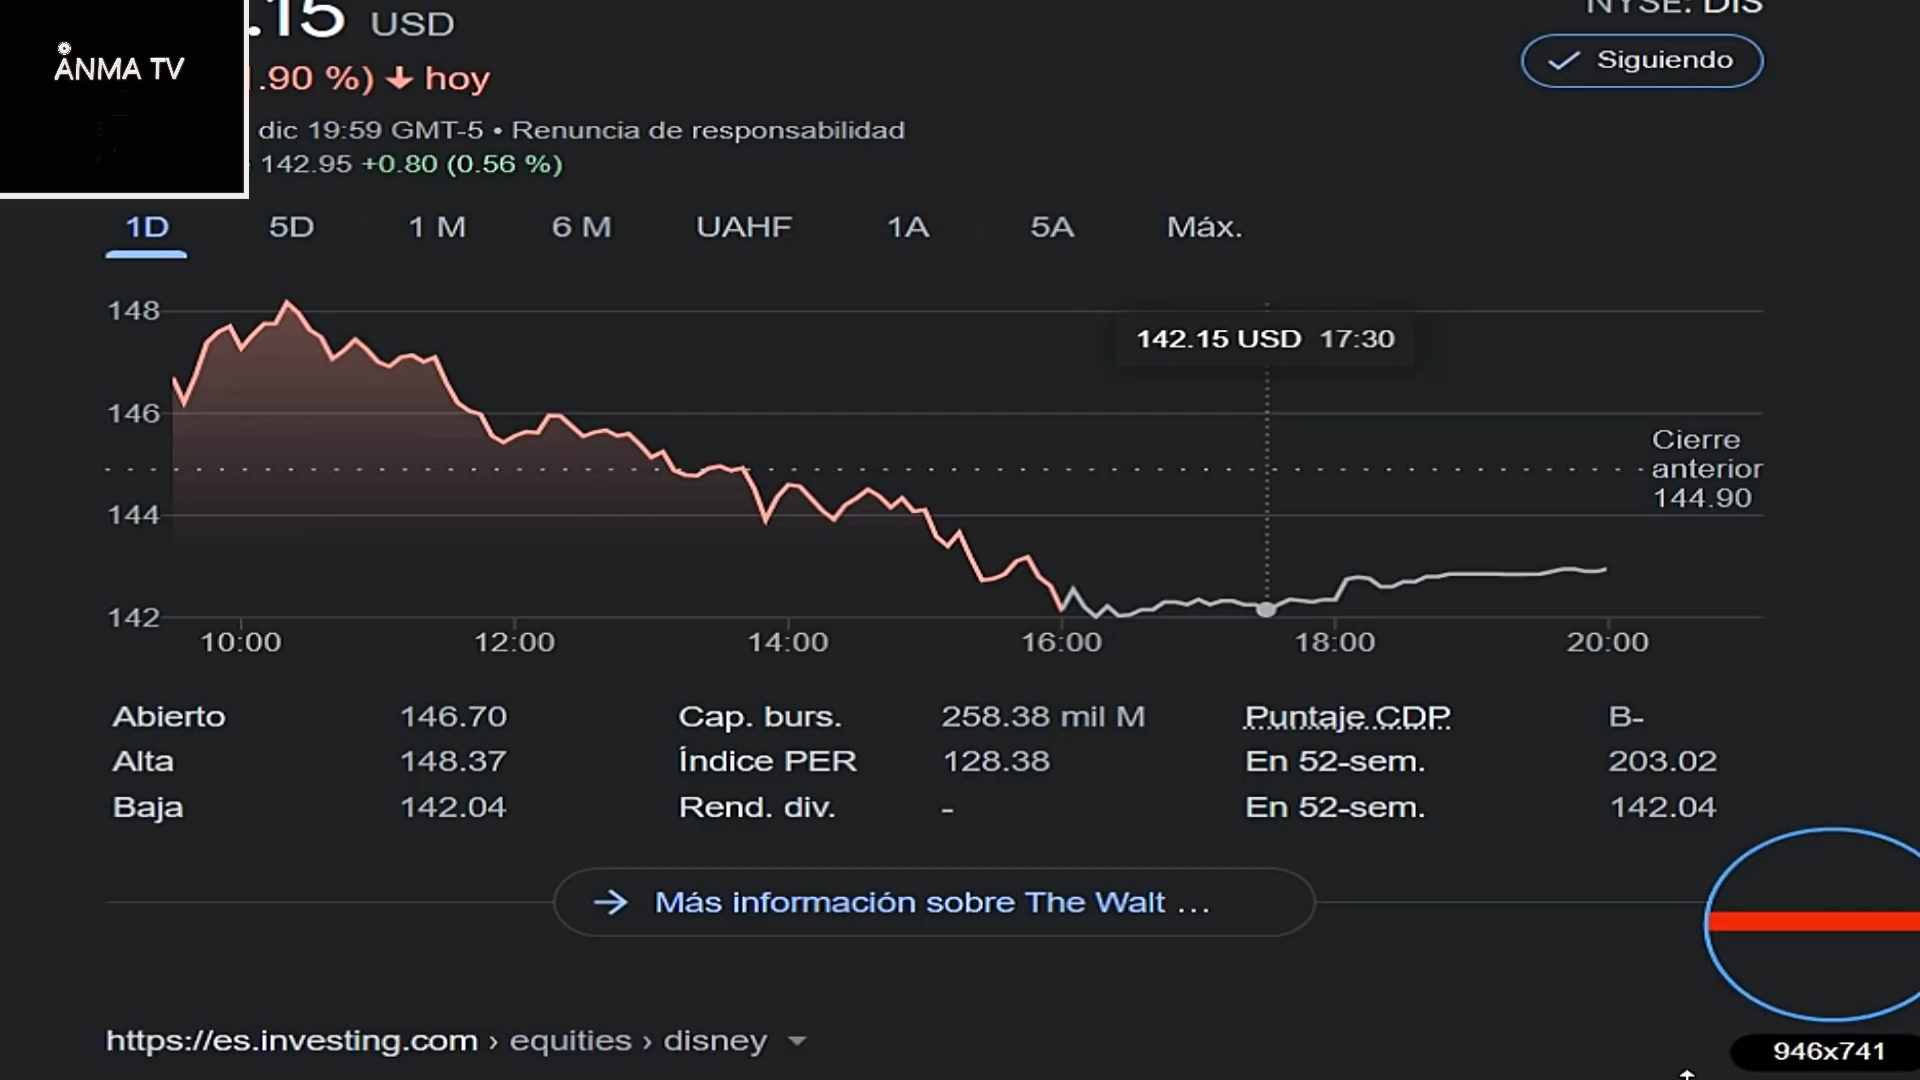 ANMA TV
.15 USD
NYSE: DIS
Siguiendo
.90 %) hoy
dic 19:59 GMT-5 • Renuncia de responsabilidad
142.95 +0.80 (0.56 %)
1D 5D 1 M 6 M UAHF 1A 5A Máx.
148
142.15 USD 17:30
146
Cierre
anterior
144.90
144
142
10:00 12:00 14:00 16:00 18:00 20:00
Abierto 146.70 Cap. burs. 258.38 mil M Puntaje CDP B-
Alta 148.37 Índice PER 128.38 En 52-sem. 203.02
Baja 142.04 Rend. div. - En 52-sem. 142.04
→ Más información sobre The Walt ...
https://es.investing.com › equities › disney
946x741